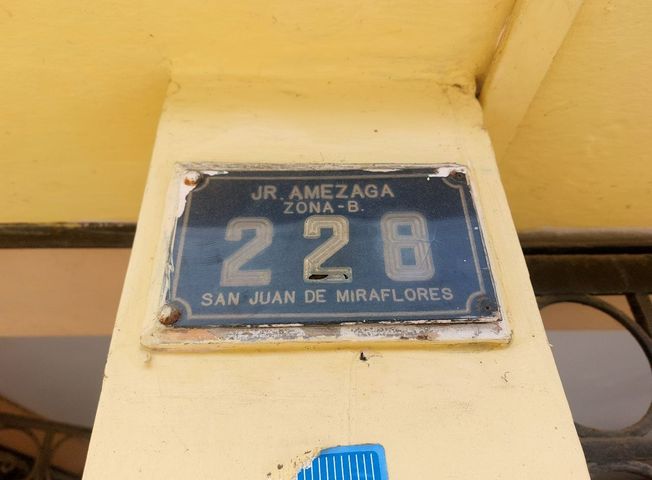 JR. AMEZAGA
ZONA-B.
228
SAN JUAN DE MIRAFLORES